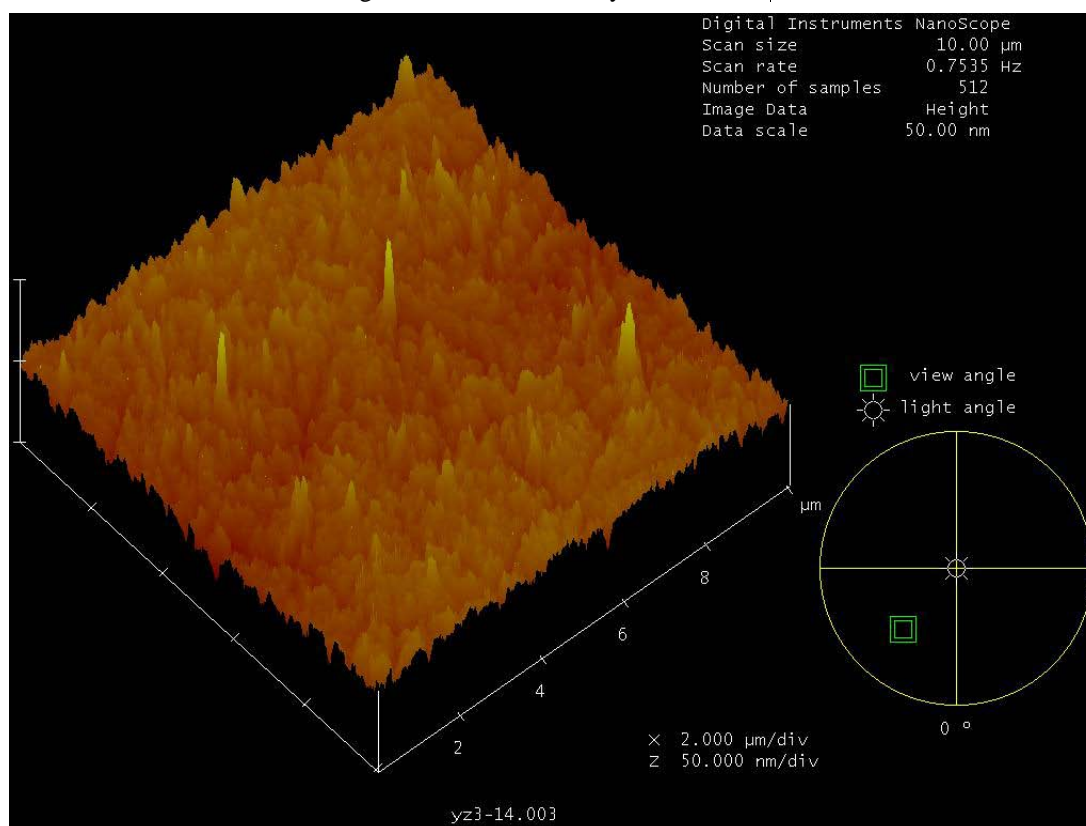 Digital Instruments NanoScope
Scan size 10.00 µm
Scan rate 0.7535 Hz
Number of samples 512
Image Data Height
Data scale 50.00 nm
view angle
light angle
µm
8
6
4
2
0 º
X 2.000 µm/div
Z 50.000 nm/div
yz3-14.003